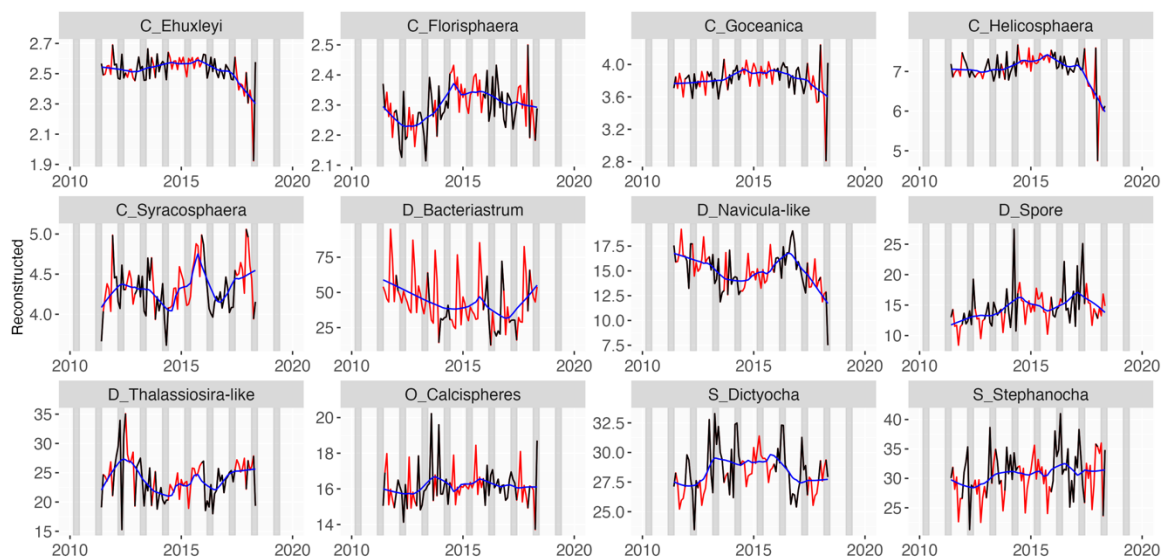 C_Ehuxleyi C_Florisphaera C_Goceanica C_Helicosphaera
2.7 2.5 2.3 2.1 1.9
2.5 2.4 2.3 2.2 2.1
4.0 3.6 3.2 2.8
7 6 5
2010 2015 2020 2010 2015 2020 2010 2015 2020 2010 2015 2020
Reconstructed
C_Syracosphaera D_Bacteriastrum D_Navicula-like D_Spore
5.0 4.5 4.0
75 50 25
17.5 15.0 12.5 10.0 7.5
25 20 15 10
2010 2015 2020 2010 2015 2020 2010 2015 2020 2010 2015 2020
D_Thalassiosira-like O_Calcispheres S_Dictyocha S_Stephanocha
35 30 25 20 15
20 18 16 14
32.5 30.0 27.5 25.0
40 35 30 25
2010 2015 2020 2010 2015 2020 2010 2015 2020 2010 2015 2020